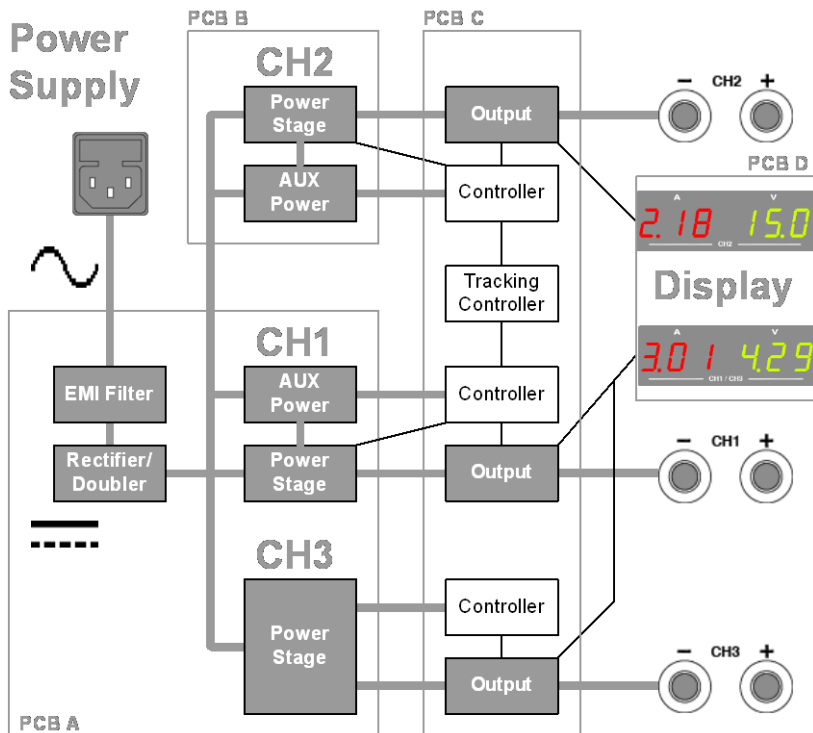 PCB B
PCB C
Power
Supply
CH2
Power
Stage
Output
- CH2 +
AUX
Power
Controller
PCB D
A V
2.18 15.0
CH2
Tracking
Controller
Display
A V
3.01 4.29
CH1 / CH3
CH1
EMI Filter
AUX
Power
Controller
Rectifier/
Doubler
Power
Stage
Output
- CH1 +
CH3
Power
Stage
Controller
Output
- CH3 +
PCB A